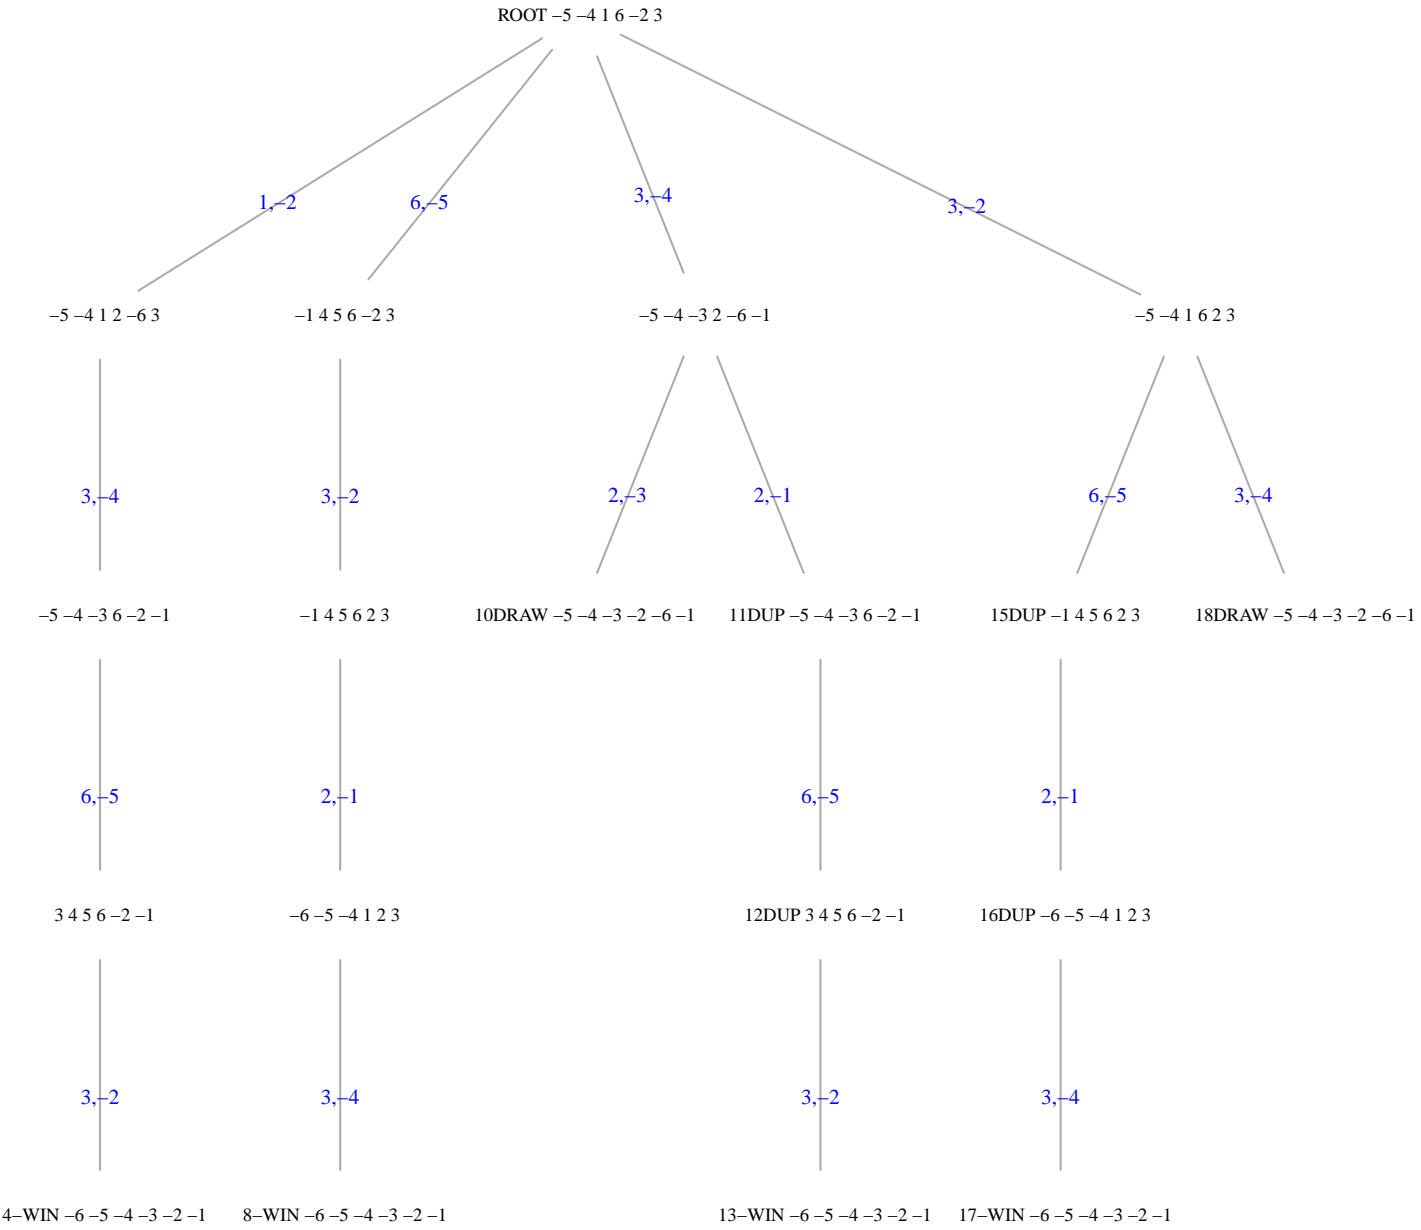 ROOT –5 –4 1 6 –2 3
1,–2
6,–5
3,–4
3,–2
–5 –4 1 2 –6 3
–1 4 5 6 –2 3
–5 –4 –3 2 –6 –1
–5 –4 1 6 2 3
3,–4
3,–2
2,–3
2,–1
6,–5
3,–4
–5 –4 –3 6 –2 –1
–1 4 5 6 2 3
10DRAW –5 –4 –3 –2 –6 –1
11DUP –5 –4 –3 6 –2 –1
15DUP –1 4 5 6 2 3
18DRAW –5 –4 –3 –2 –6 –1
6,–5
2,–1
6,–5
2,–1
3 4 5 6 –2 –1
–6 –5 –4 1 2 3
12DUP 3 4 5 6 –2 –1
16DUP –6 –5 –4 1 2 3
3,–2
3,–4
3,–2
3,–4
4–WIN –6 –5 –4 –3 –2 –1
8–WIN –6 –5 –4 –3 –2 –1
13–WIN –6 –5 –4 –3 –2 –1
17–WIN –6 –5 –4 –3 –2 –1